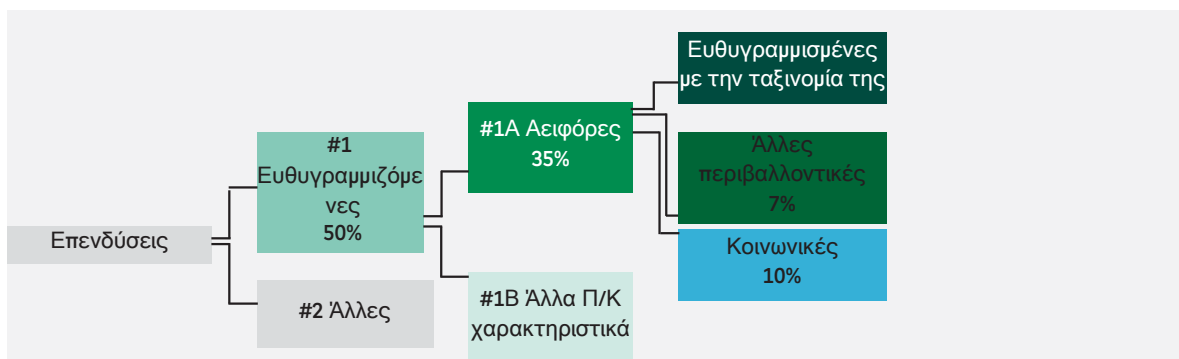 Επενδύσεις
#1
Ευθυγραμμιζόμε
νες
50%
#2 Άλλες
#1Α Αειφόρες
35%
#1Β Άλλα Π/Κ
χαρακτηριστικά
Ευθυγραμμισμένες
με την ταξινομία της
Άλλες
περιβαλλοντικές
7%
Κοινωνικές
10%